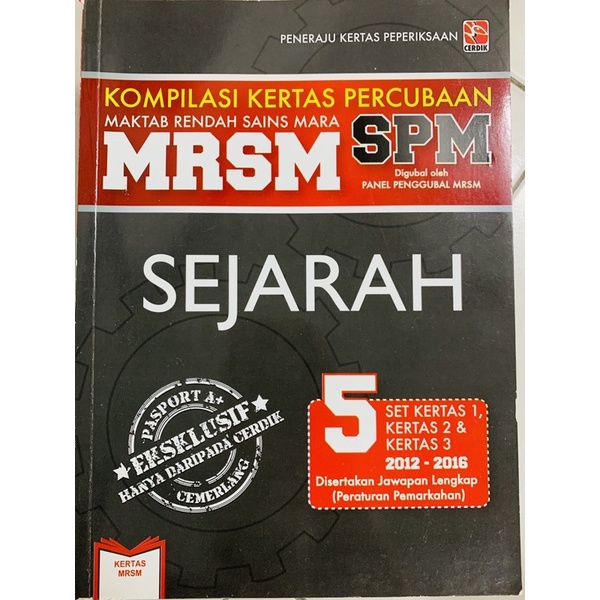 PENERAJU KERTAS PEPERIKSAAN
CERDIK
KOMPILASI KERTAS PERCUBAAN
MAKTAB RENDAH SAINS MARA
MRSM
SPM
Digubal oleh
PANEL PENGGUBAL MRSM
SEJARAH
PASPORT A+
EKSKLUSIF
HANYA DARIPADA CERDIK
CEMERLANG
5
SET KERTAS 1,
KERTAS 2 &
KERTAS 3
2012 - 2016
Disertakan Jawapan Lengkap
(Peraturan Pemarkahan)
KERTAS
MRSM